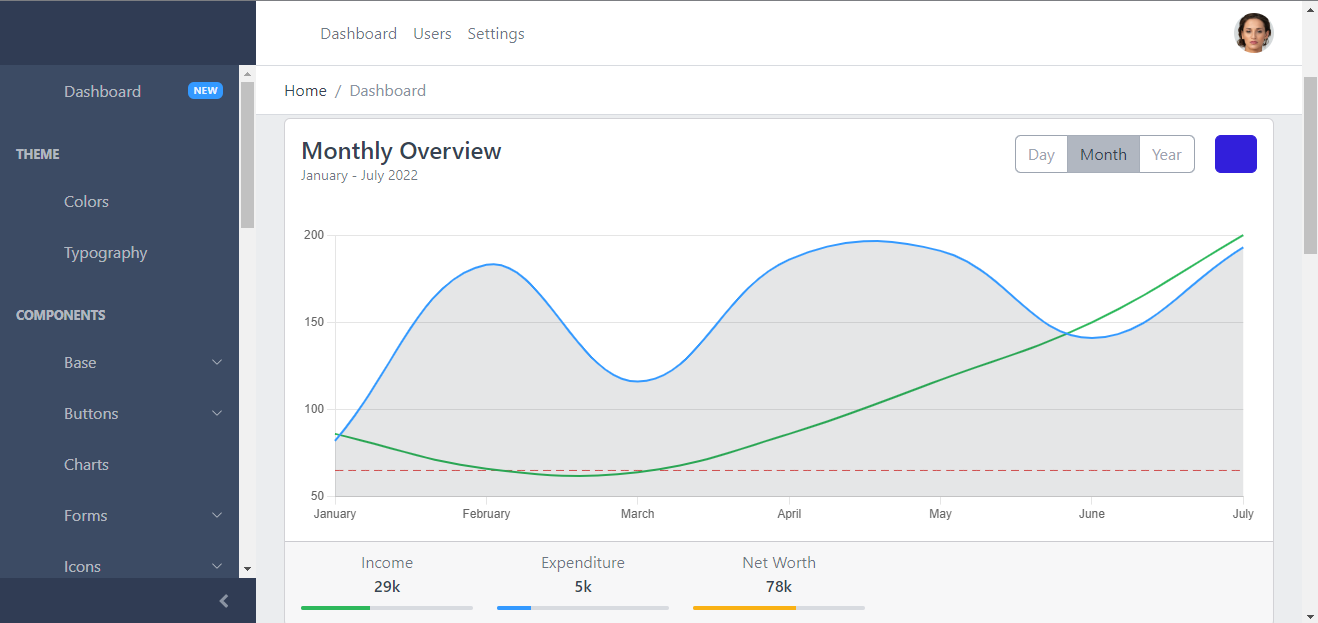 Dashboard Users Settings
Dashboard NEW
Home / Dashboard
THEME
Colors
Typography
COMPONENTS
Base
Buttons
Charts
Forms
Icons
Monthly Overview
January - July 2022
Day Month Year
200
150
100
50
January February March April May June July
Income Expenditure Net Worth
29k 5k 78k